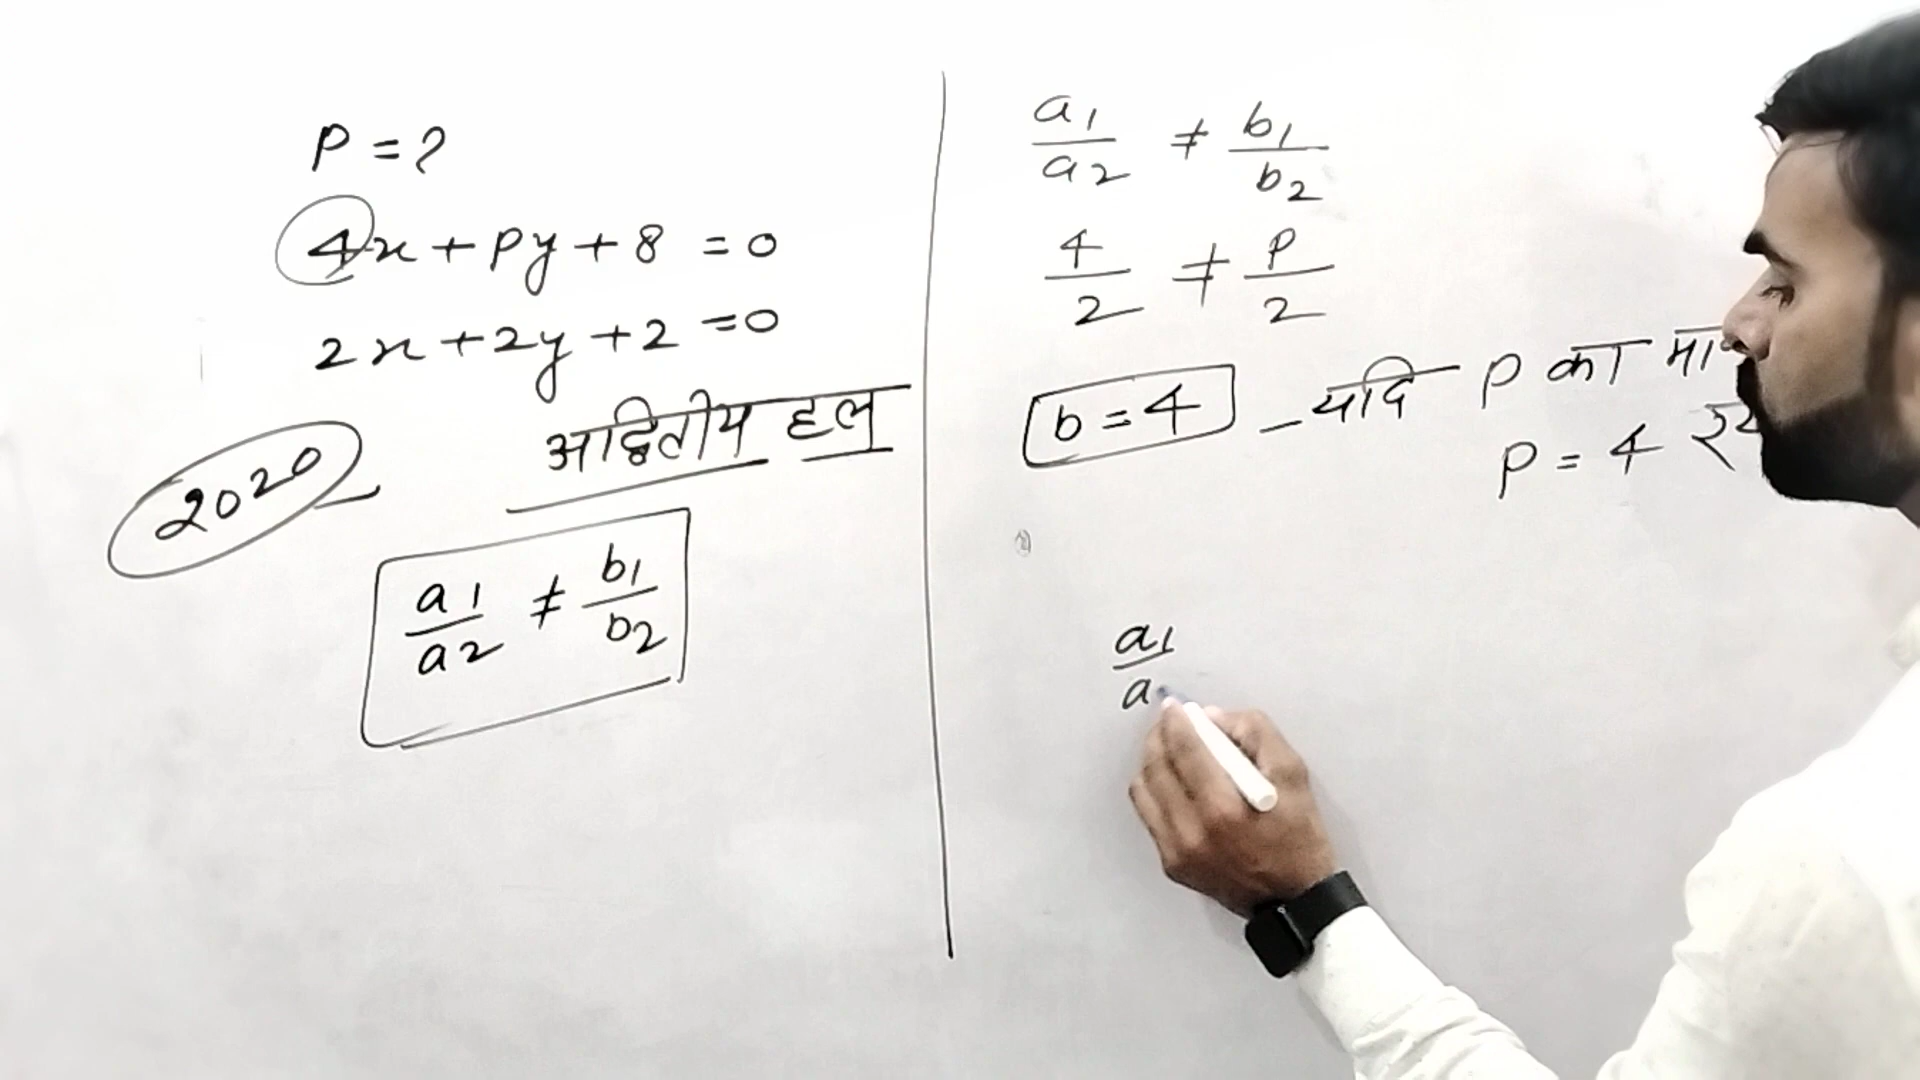 P = ?
4x + py + 8 = 0
2x + 2y + 2 = 0
अद्वितीय हल
2020
a1/a2 ≠ b1/b2
a1/a2 ≠ b1/b2
4/2 ≠ p/2
b = 4 - यदि P का
P = 4
a1/a